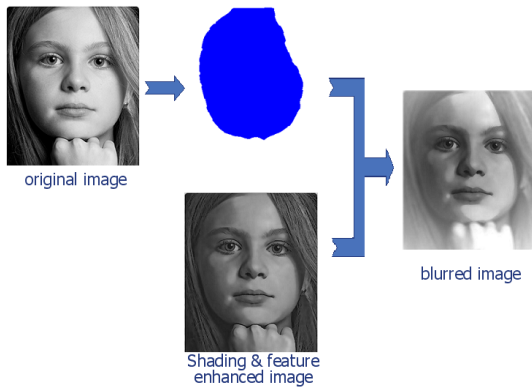 original image
Shading & feature
enhanced image
blurred image